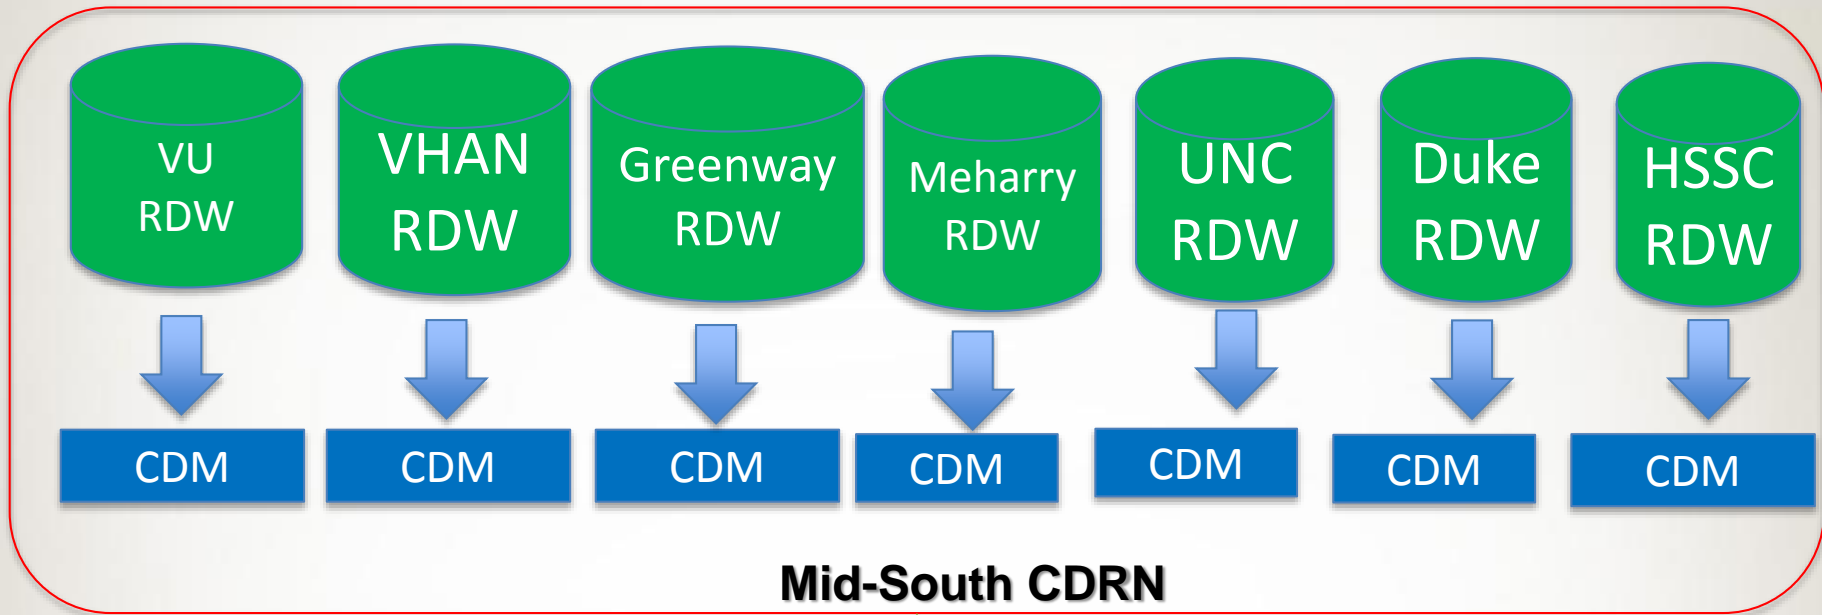 VU
RDW
VHAN
RDW
Greenway
RDW
Meharry
RDW
UNC
RDW
Duke
RDW
HSSC
RDW
CDM
CDM
CDM
CDM
CDM
CDM
CDM
Mid-South CDRN